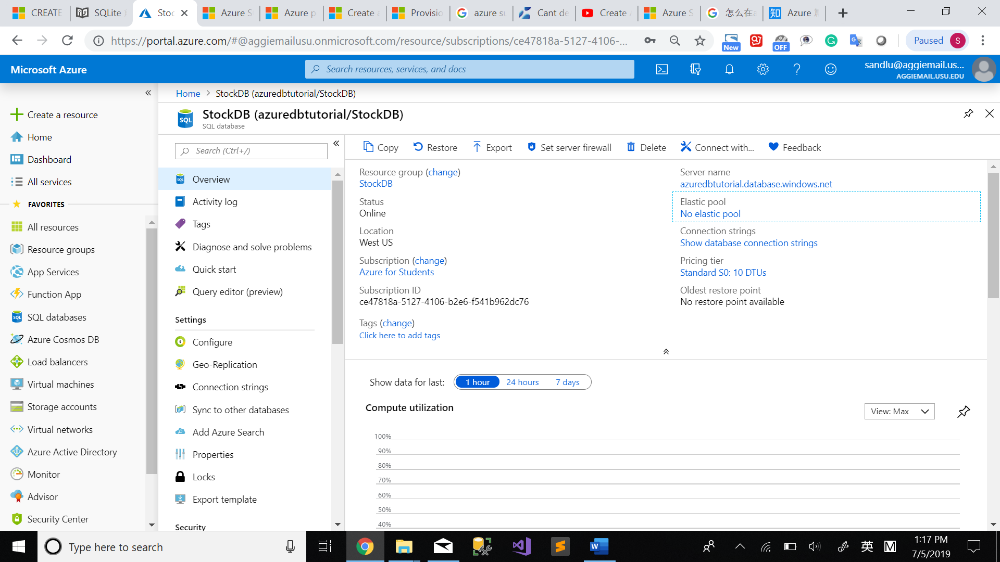 CREATE
SQLite
Stoc
Azure S
Azure p
Create a
Provisio
azure su
Cant de
Create
Azure S
怎么在a
Azure
知
https://portal.azure.com/#@aggiemailusu.onmicrosoft.com/resource/subscriptions/ce47818a-5127-4106-...
New
OFF
Paused
S
Microsoft Azure
Search resources, services, and docs
sandlu@aggiemail.us...
AGGIEMAIL.USU.EDU
Create a resource
Home
Dashboard
All services
FAVORITES
All resources
Resource groups
App Services
Function App
SQL databases
Azure Cosmos DB
Load balancers
Virtual machines
Storage accounts
Virtual networks
Azure Active Directory
Monitor
Advisor
Security Center
Home > StockDB (azuredbtutorial/StockDB)
SQL
StockDB (azuredbtutorial/StockDB)
SQL database
Search (Ctrl+/)
Overview
Activity log
Tags
Diagnose and solve problems
Quick start
Query editor (preview)
Settings
Configure
Geo-Replication
Connection strings
Sync to other databases
Add Azure Search
Properties
Locks
Export template
Security
Copy
Restore
Export
Set server firewall
Delete
Connect with...
Feedback
Resource group (change)
StockDB
Status
Online
Location
West US
Subscription (change)
Azure for Students
Subscription ID
ce47818a-5127-4106-b2e6-f541b962dc76
Tags (change)
Click here to add tags
Server name
azuredbtutorial.database.windows.net
Elastic pool
No elastic pool
Connection strings
Show database connection strings
Pricing tier
Standard S0: 10 DTUs
Oldest restore point
No restore point available
Show data for last:
1 hour
24 hours
7 days
Compute utilization
View: Max
100%
90%
80%
70%
60%
50%
40%
Type here to search
英
M
1:17 PM
7/5/2019